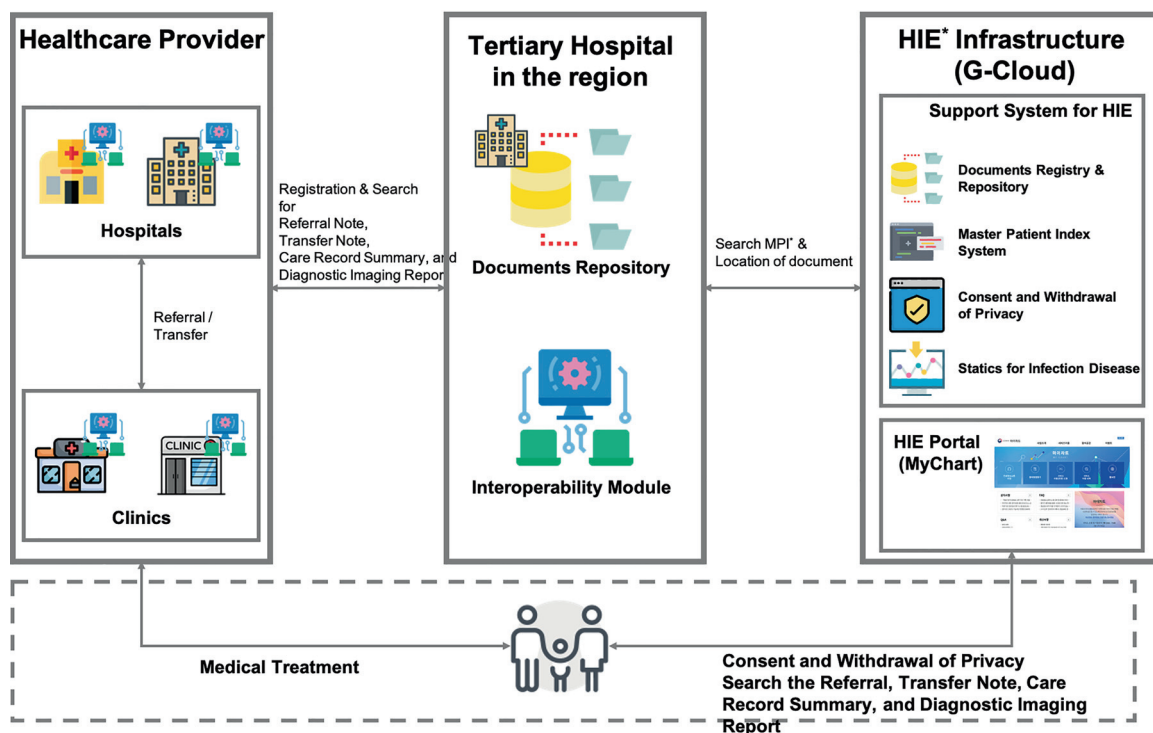 Healthcare Provider
Hospitals
Referral /
Transfer
CLINIC
Clinics
Registration & Search
for
Referral Note,
Transfer Note,
Care Record Summary, and
Diagnostic Imaging Report
Tertiary Hospital
in the region
Documents Repository
Interoperability Module
Search MPI* &
Location of document
HIE* Infrastructure
(G-Cloud)
Support System for HIE
Documents Registry &
Repository
Master Patient Index
System
Consent and Withdrawal
of Privacy
Statics for Infection Disease
HIE Portal
(MyChart)
Medical Treatment
Consent and Withdrawal of Privacy
Search the Referral, Transfer Note, Care
Record Summary, and Diagnostic Imaging
Report